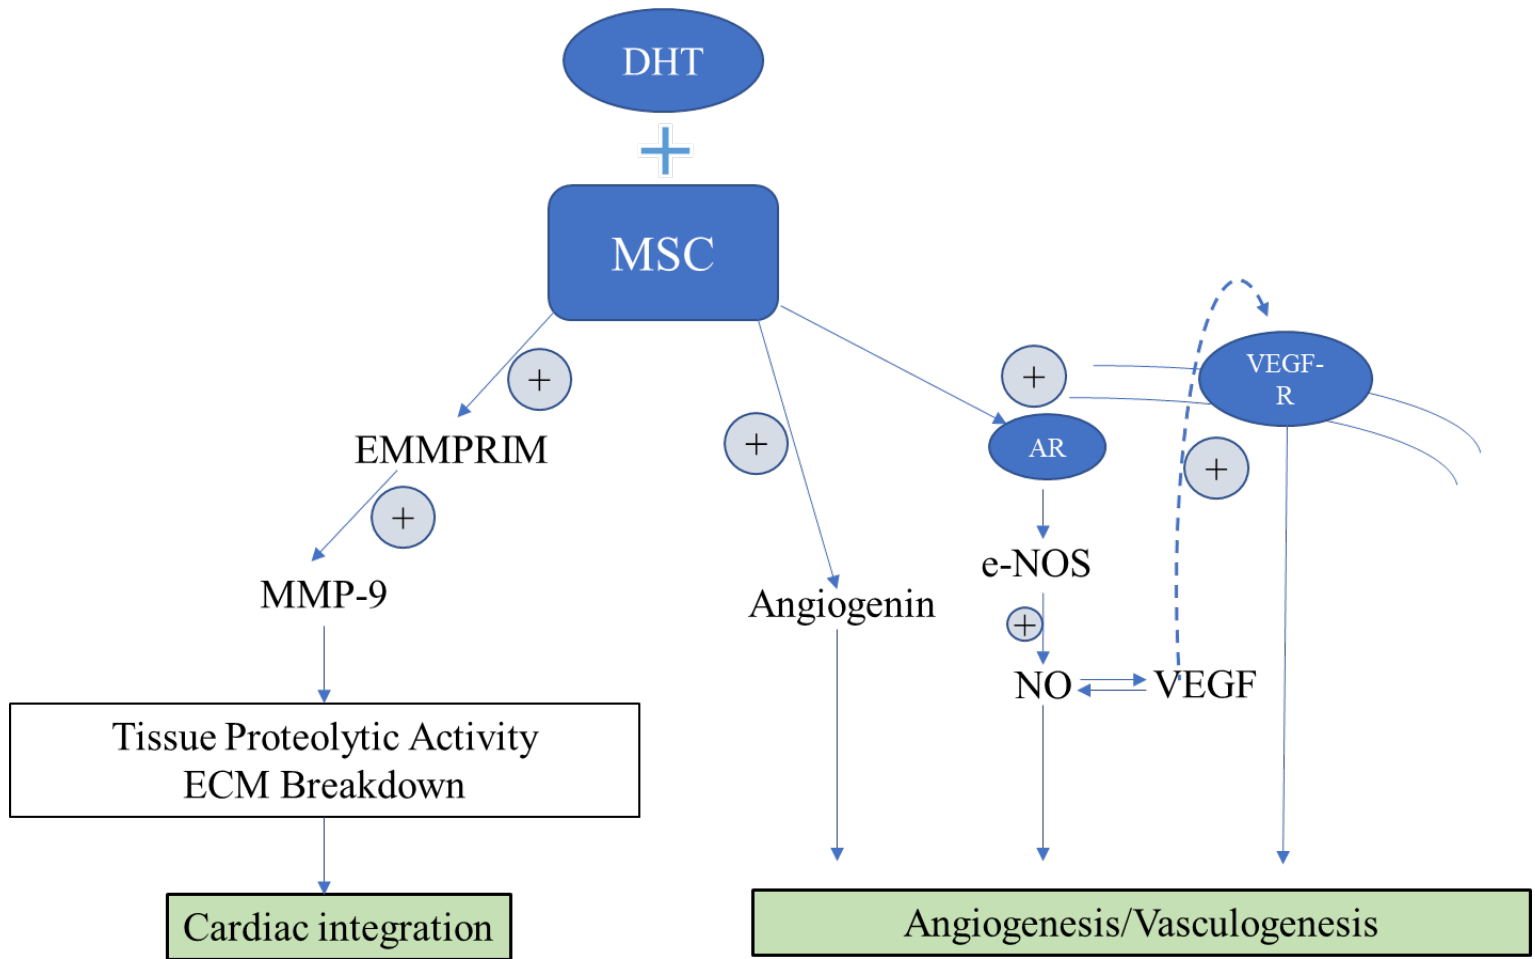 DHT
MSC
+
VEGF-
R
+
+
AR
+
EMMPRIM
+
+
e-NOS
MMP-9
Angiogenin
+
NO
VEGF
Tissue Proteolytic Activity
ECM Breakdown
Cardiac integration
Angiogenesis/Vasculogenesis